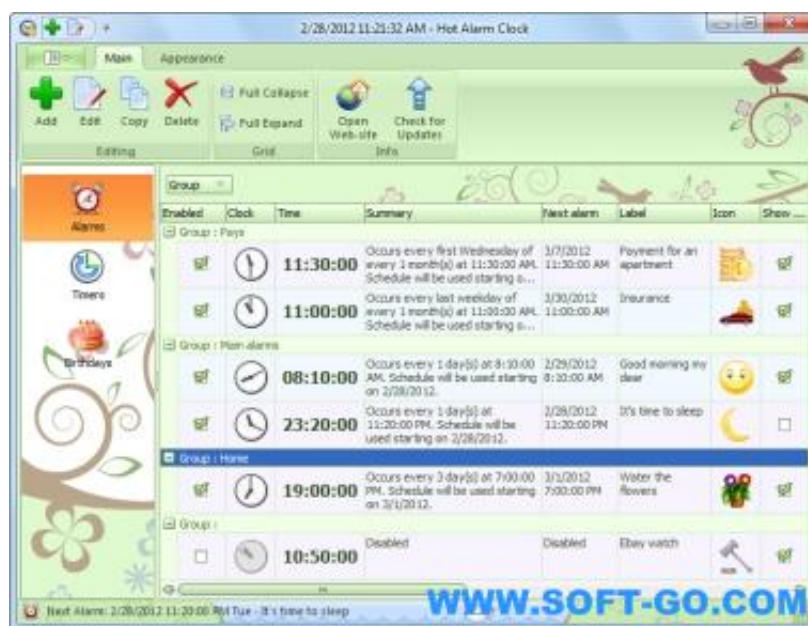 2/28/2012 11:21:32 AM - Hot Alarm Clock
Main Appearance
Add Edit Copy Delete
Full Collapse
Full Expand
Open Web-site
Check for Updates
Editing Grid Info
Alarms
Timers
Birthdays
Group
Enabled Clock Time Summary Next alarm Label Icon Show ...
Group : Pays
11:30:00
Occurs every first Wednesday of
every 1 month(s) at 11:30:00 AM.
Schedule will be used starting o...
3/7/2012
11:30:00 AM
Payment for an
apartment
11:00:00
Occurs every last weekday of
every 1 month(s) at 11:00:00 AM.
Schedule will be used starting o...
3/30/2012
11:00:00 AM
Insurance
Group : Main alarms
08:10:00
Occurs every 1 day(s) at 8:10:00
AM. Schedule will be used starting
on 2/28/2012.
2/29/2012
8:10:00 AM
Good morning my
dear
23:20:00
Occurs every 1 day(s) at
11:20:00 PM. Schedule will be
used starting on 2/28/2012.
2/28/2012
11:20:00 PM
It's time to sleep
Group : Home
19:00:00
Occurs every 3 day(s) at 7:00:00
PM. Schedule will be used starting
on 3/1/2012.
3/1/2012
7:00:00 PM
Water the
flowers
Group :
10:50:00
Disabled
Disabled
Ebay watch
Next Alarm: 2/28/2012 11:20:00 PM Tue - It's time to sleep
WWW.SOFT-GO.COM